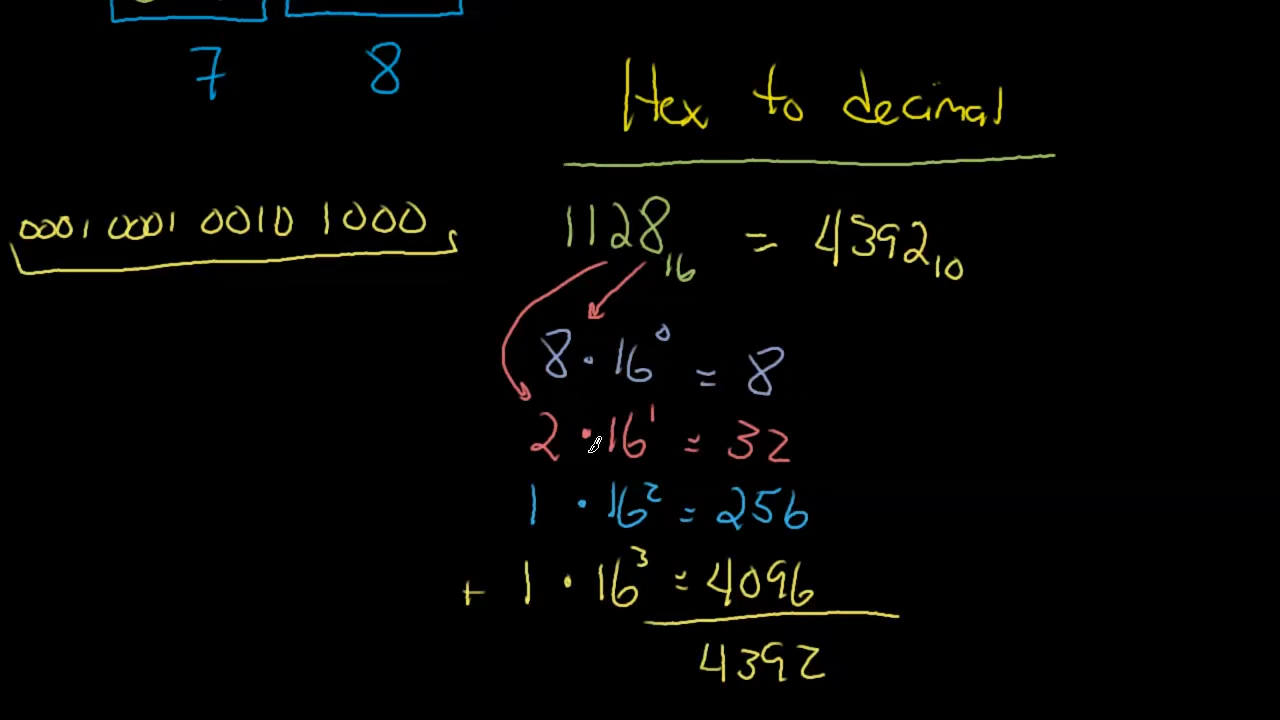 7 8
Hex to decimal
0001 0001 0010 1000
1128₁₆ = 4392₁₀
8 · 16⁰ = 8
2 · 16¹ = 32
1 · 16² = 256
+ 1 · 16³ = 4096
4392